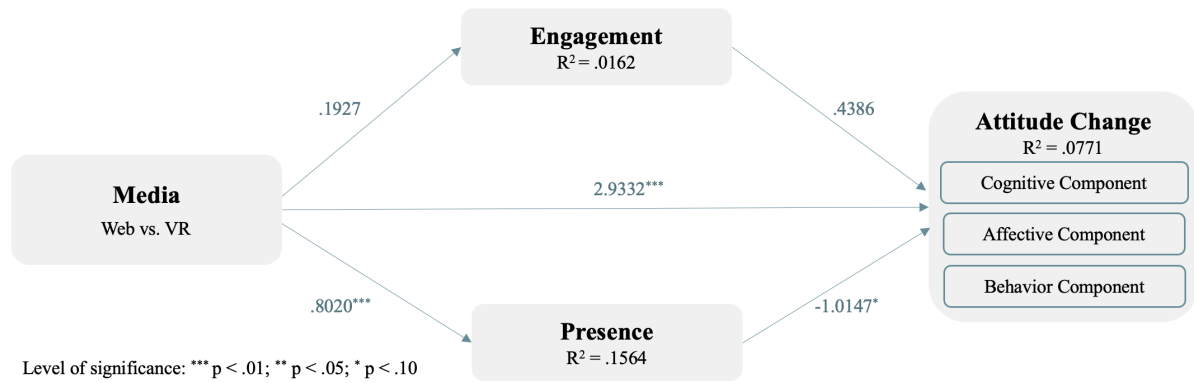 Engagement
R² = .0162
.1927
.4386
Attitude Change
R² = .0771
Cognitive Component
Affective Component
Behavior Component
Media
Web vs. VR
2.9332***
.8020***
-1.0147*
Presence
R² = .1564
Level of significance: *** p < .01; ** p < .05; * p < .10